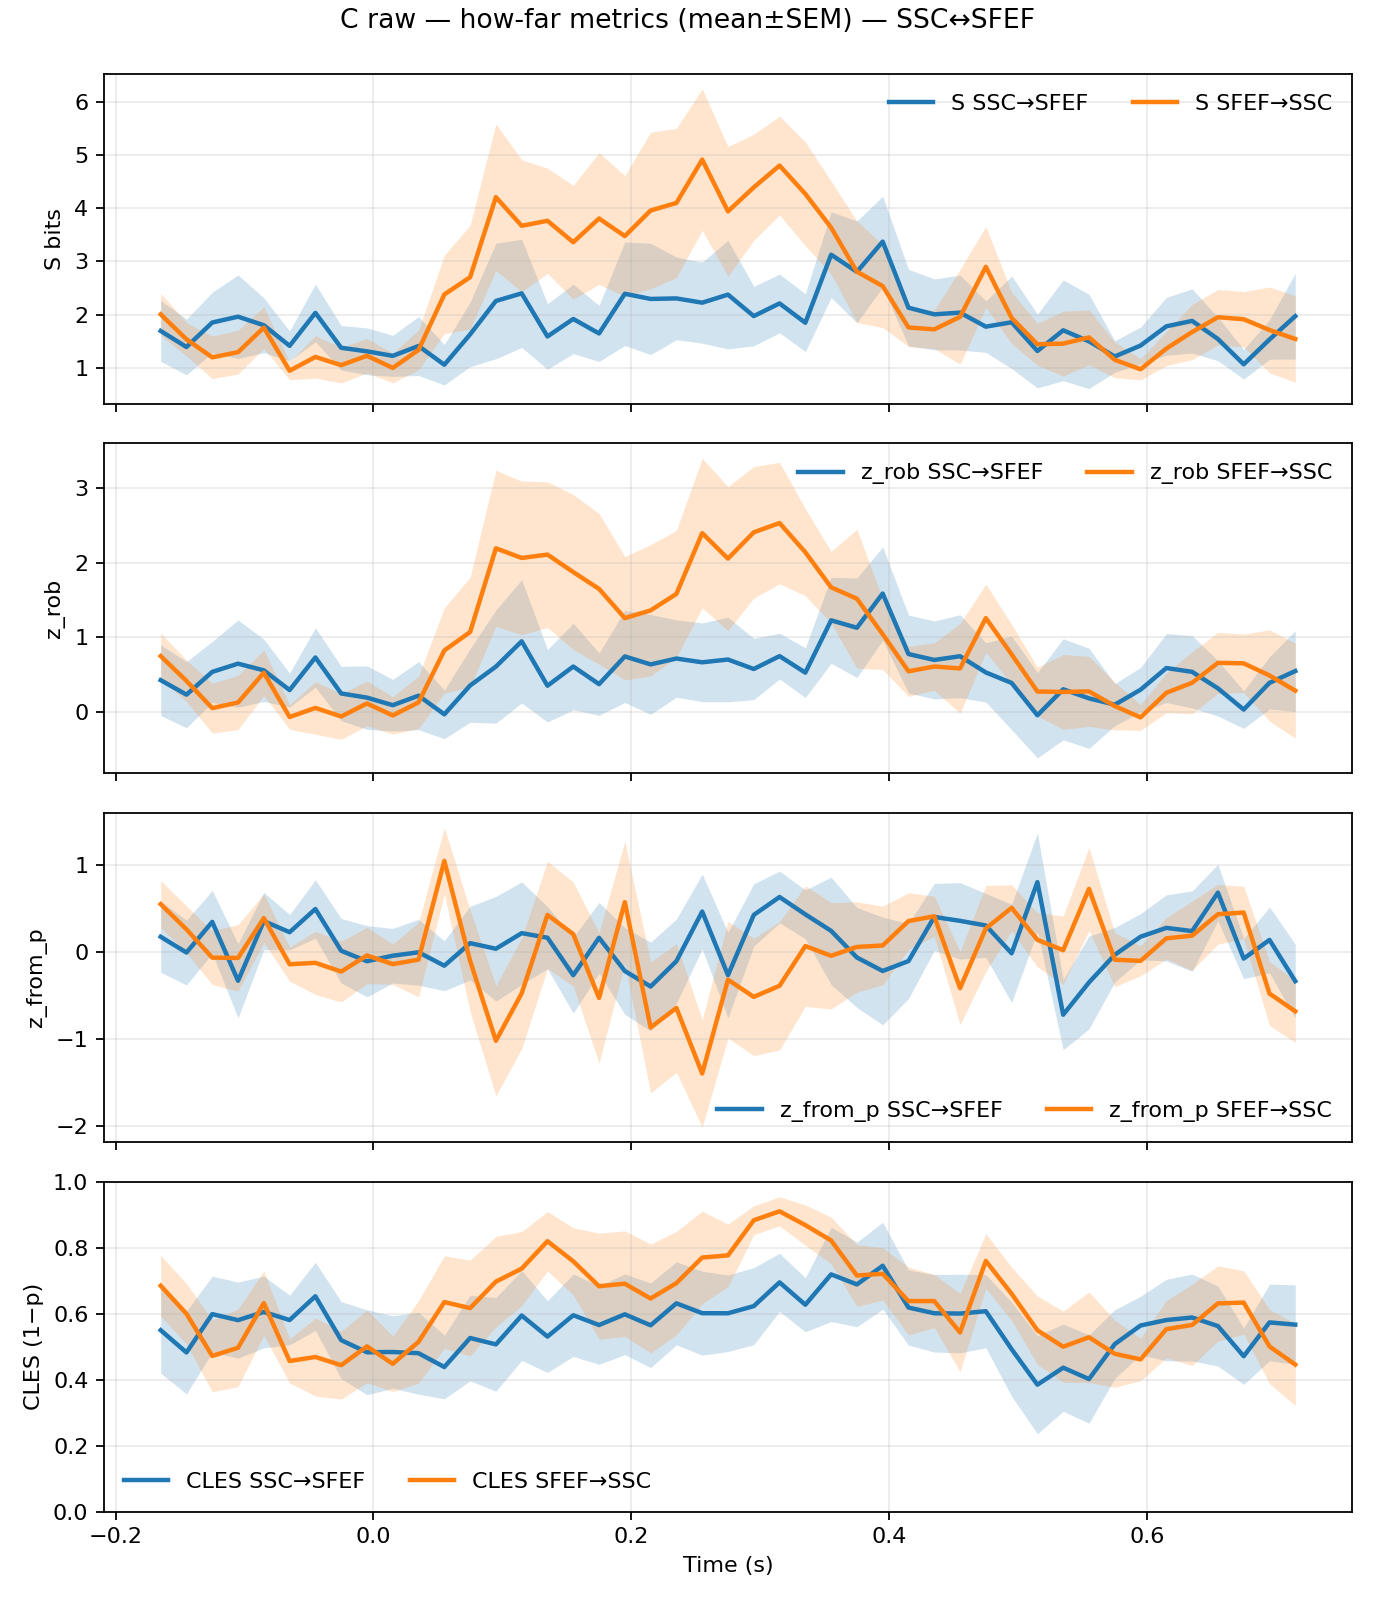 C raw — how-far metrics (mean±SEM) — SSC↔SFEF
S SSC→SFEF S SFEF→SSC
6
5
4
3
2
1
S bits
z_rob SSC→SFEF z_rob SFEF→SSC
3
2
1
0
z_rob
1
0
−1
−2
z_from_p
z_from_p SSC→SFEF z_from_p SFEF→SSC
1.0
0.8
0.6
0.4
0.2
0.0
CLES (1−p)
CLES SSC→SFEF CLES SFEF→SSC
−0.2 0.0 0.2 0.4 0.6
Time (s)